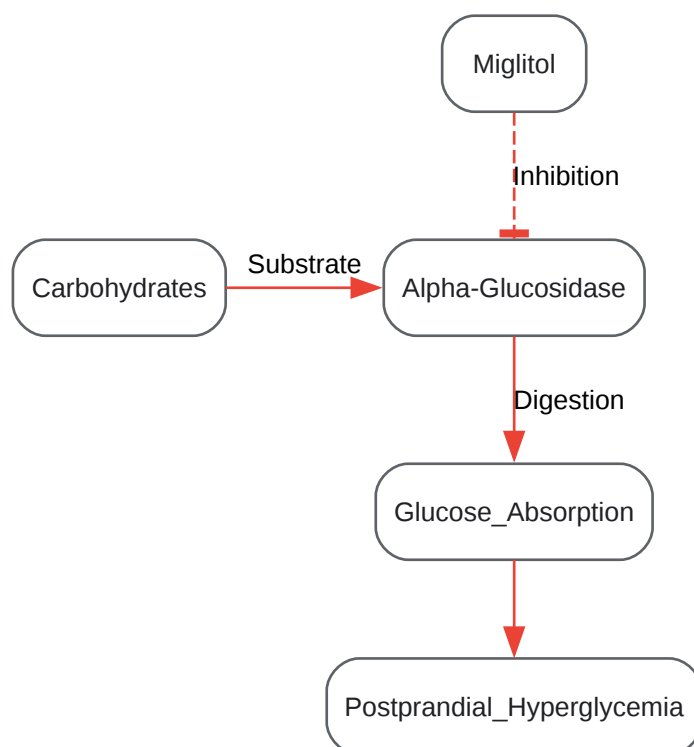 Miglitol
Inhibition
Substrate
Carbohydrates
Alpha-Glucosidase
Digestion
Glucose_Absorption
Postprandial_Hyperglycemia